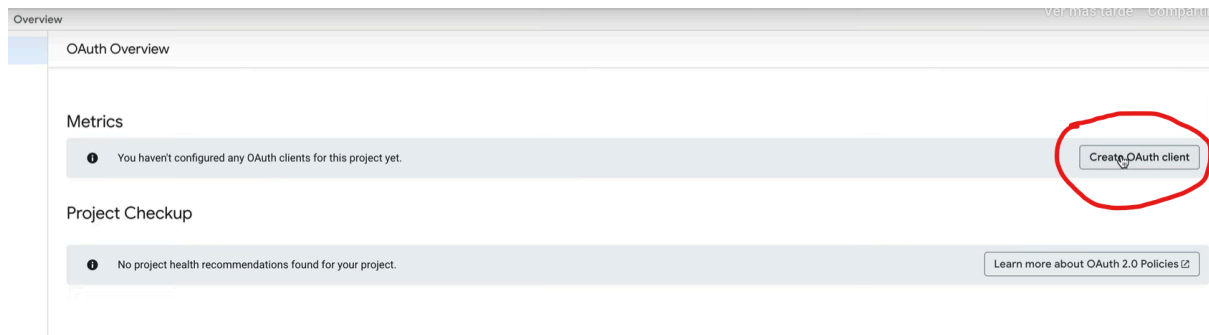 Ver más tarde Comparti
Overview
OAuth Overview
Metrics
You haven't configured any OAuth clients for this project yet.
Create OAuth client
Project Checkup
No project health recommendations found for your project.
Learn more about OAuth 2.0 Policies